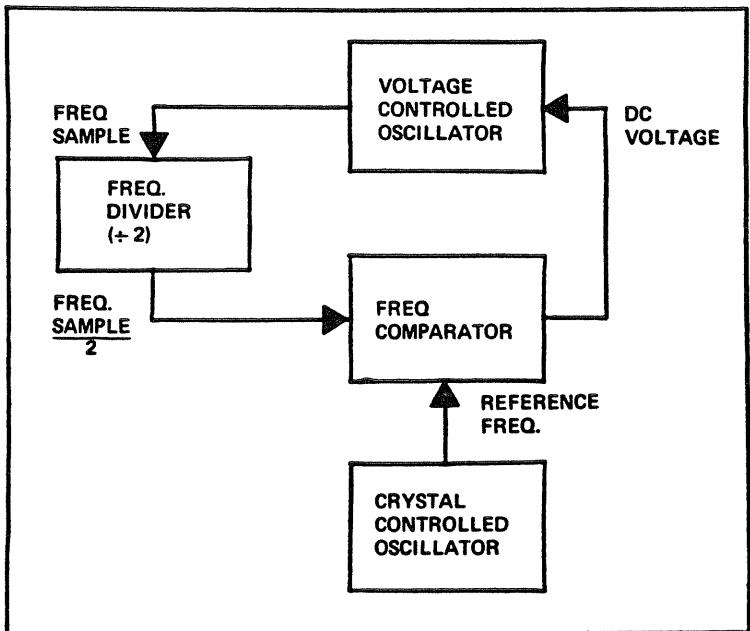 VOLTAGE
CONTROLLED
OSCILLATOR
FREQ
SAMPLE
DC
VOLTAGE
FREQ.
DIVIDER
(÷ 2)
FREQ.
SAMPLE
2
FREQ
COMPARATOR
REFERENCE
FREQ.
CRYSTAL
CONTROLLED
OSCILLATOR